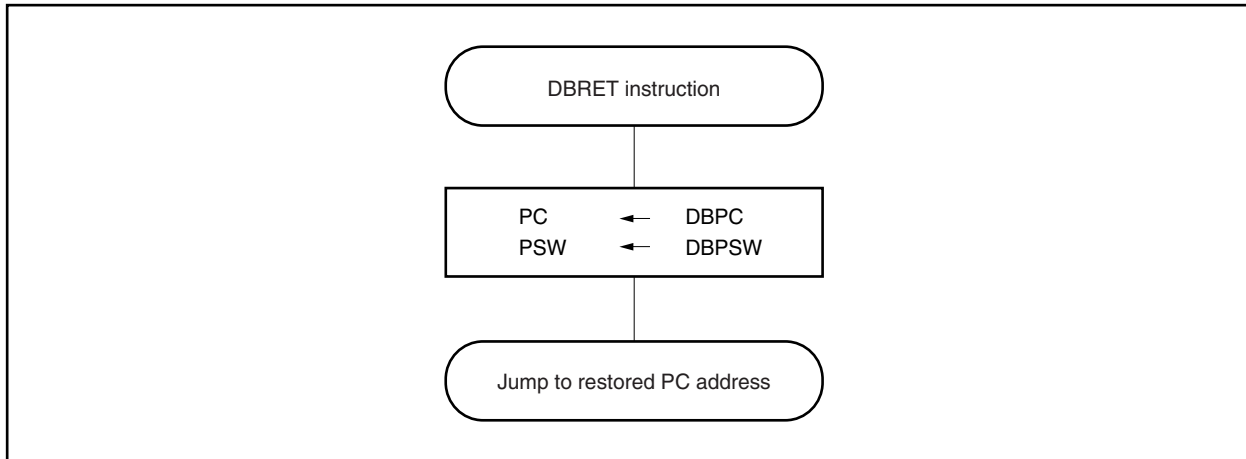 DBRET instruction
PC ← DBPC
PSW ← DBPSW
Jump to restored PC address